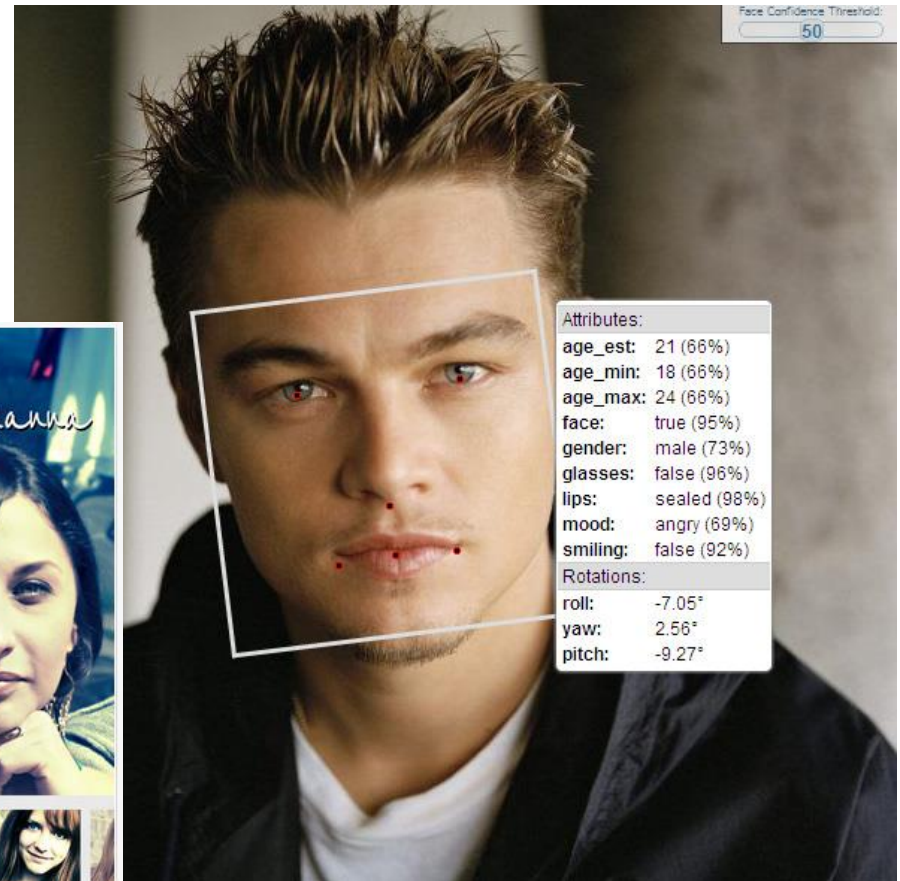 Face Confidence Threshold:
50
Attributes:
age_est: 21 (66%)
age_min: 18 (66%)
age_max: 24 (66%)
face: true (95%)
gender: male (73%)
glasses: false (96%)
lips: sealed (98%)
mood: angry (69%)
smiling: false (92%)
Rotations:
roll: -7.05°
yaw: 2.56°
pitch: -9.27°
anna